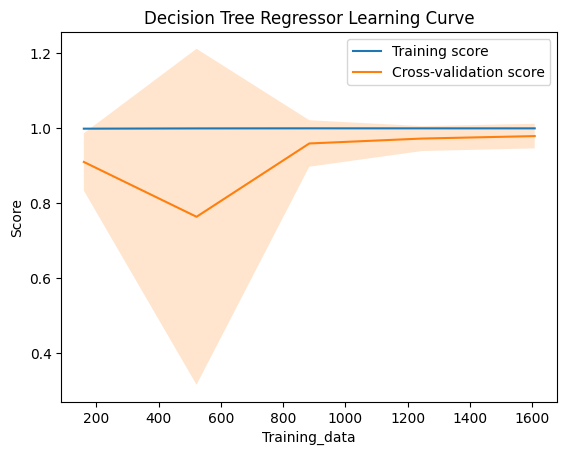 Decision Tree Regressor Learning Curve
Training score
Cross-validation score
1.2
1.0
0.8
0.6
0.4
Score
200 400 600 800 1000 1200 1400 1600
Training_data